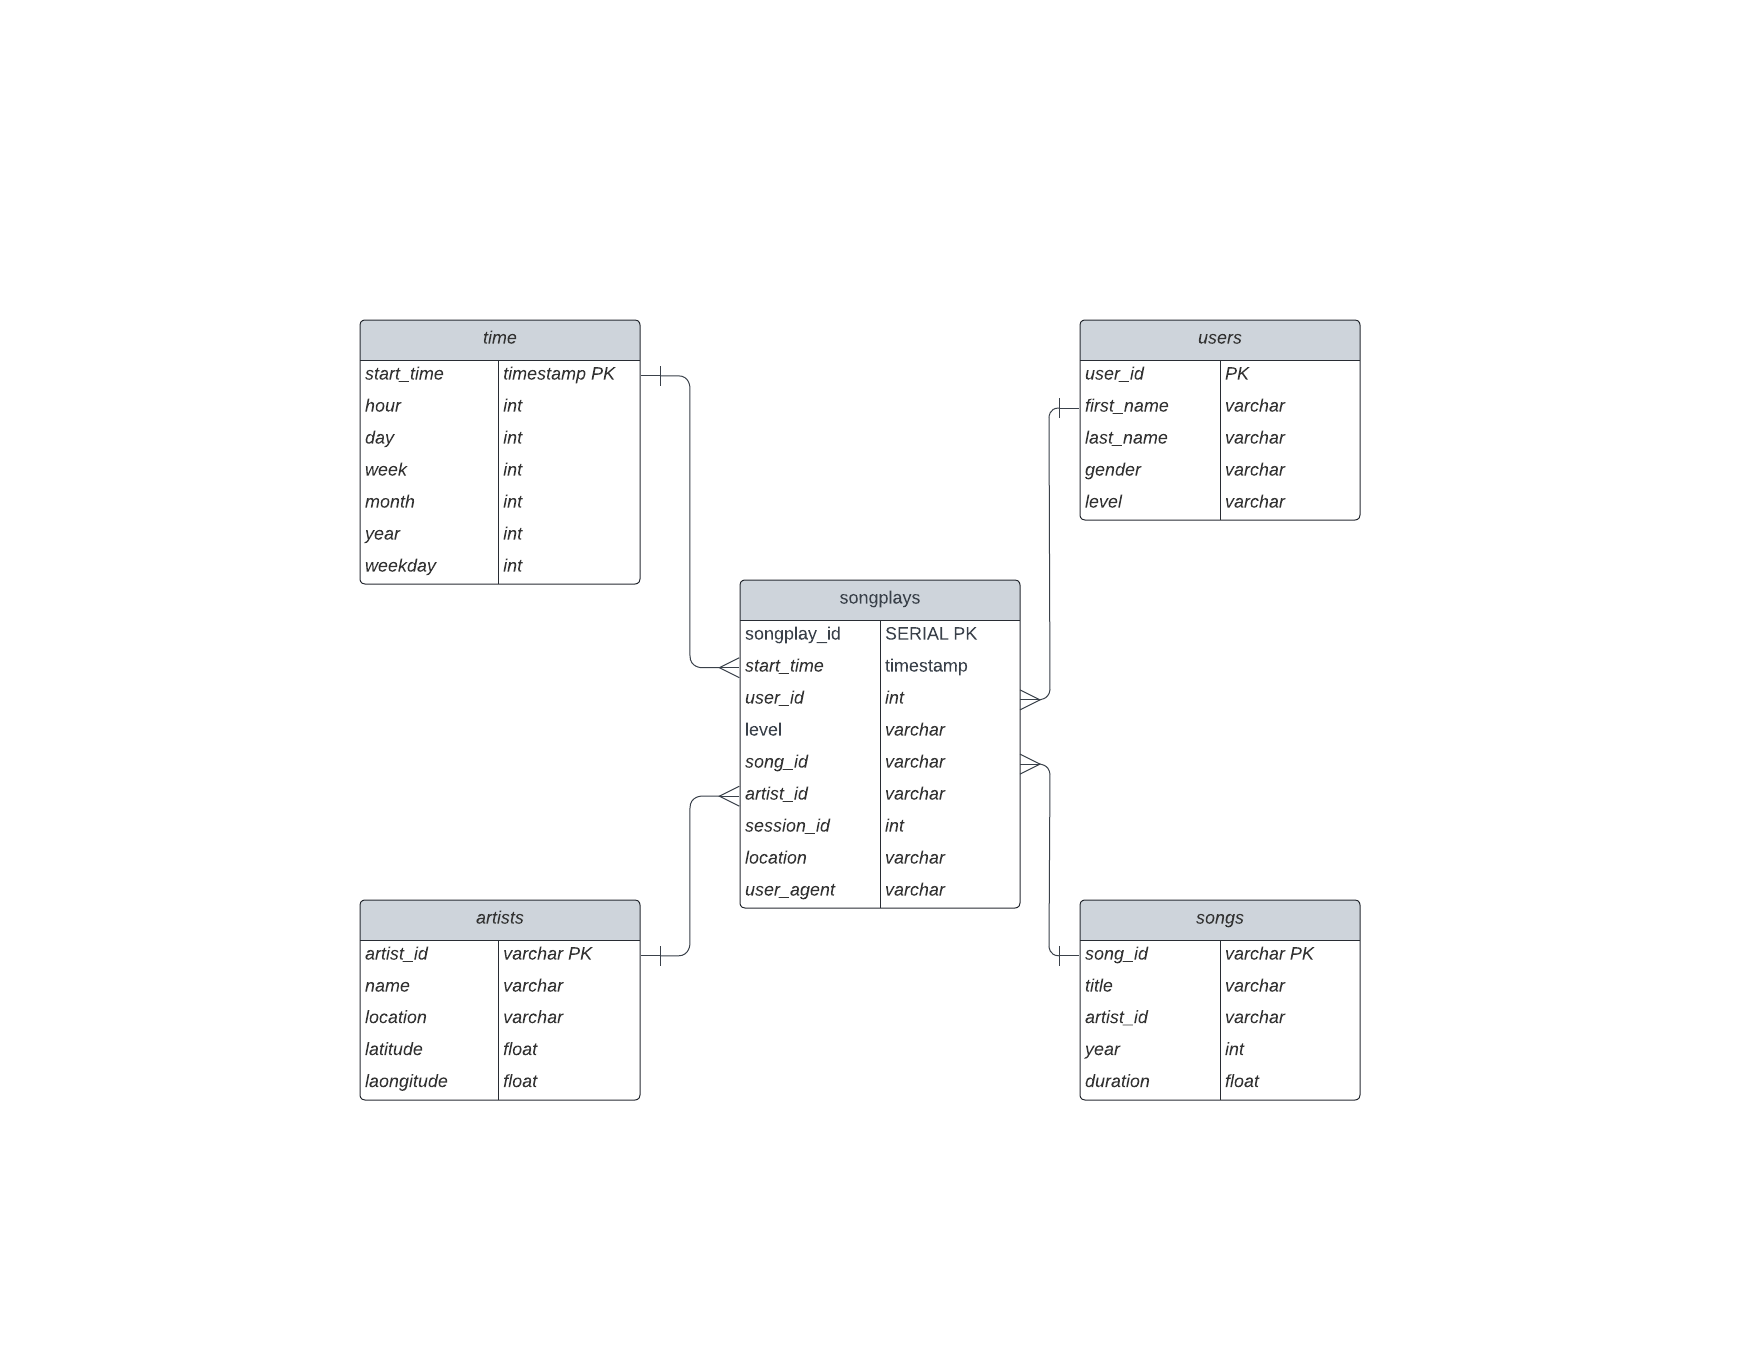 time
start_time timestamp PK
hour int
day int
week int
month int
year int
weekday int
users
user_id PK
first_name varchar
last_name varchar
gender varchar
level varchar
songplays
songplay_id SERIAL PK
start_time timestamp
user_id int
level varchar
song_id varchar
artist_id varchar
session_id int
location varchar
user_agent varchar
artists
artist_id varchar PK
name varchar
location varchar
latitude float
laongitude float
songs
song_id varchar PK
title varchar
artist_id varchar
year int
duration float